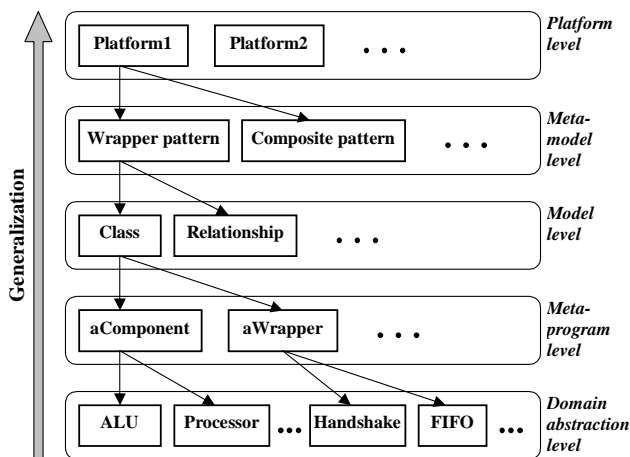 Platform1 Platform2 . . . Platform
level
Wrapper pattern Composite pattern . . . Meta-
model
level
Class Relationship . . . Model
level
aComponent aWrapper . . . Meta-
program
level
ALU Processor ... Handshake FIFO ... Domain
abstraction
level
Generalization